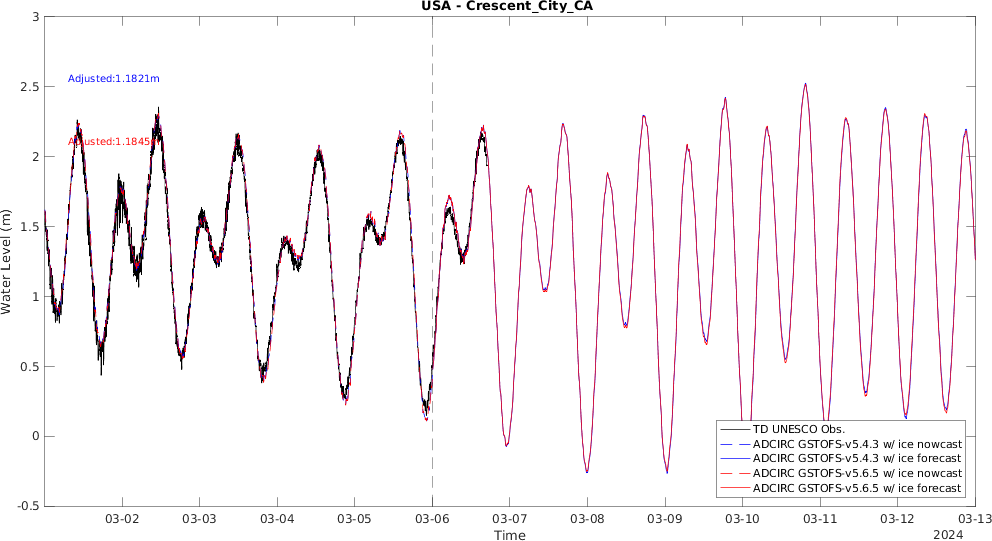 USA - Crescent_City_CA
3
2.5
2
1.5
1
0.5
0
-0.5
Water Level (m)
Adjusted:1.1821m
Adjusted:1.1845m
TD UNESCO Obs.
ADCIRC GSTOFS-v5.4.3 w/ ice nowcast
ADCIRC GSTOFS-v5.4.3 w/ ice forecast
ADCIRC GSTOFS-v5.6.5 w/ ice nowcast
ADCIRC GSTOFS-v5.6.5 w/ ice forecast
03-02 03-03 03-04 03-05 03-06 03-07 03-08 03-09 03-10 03-11 03-12 03-13
Time
2024